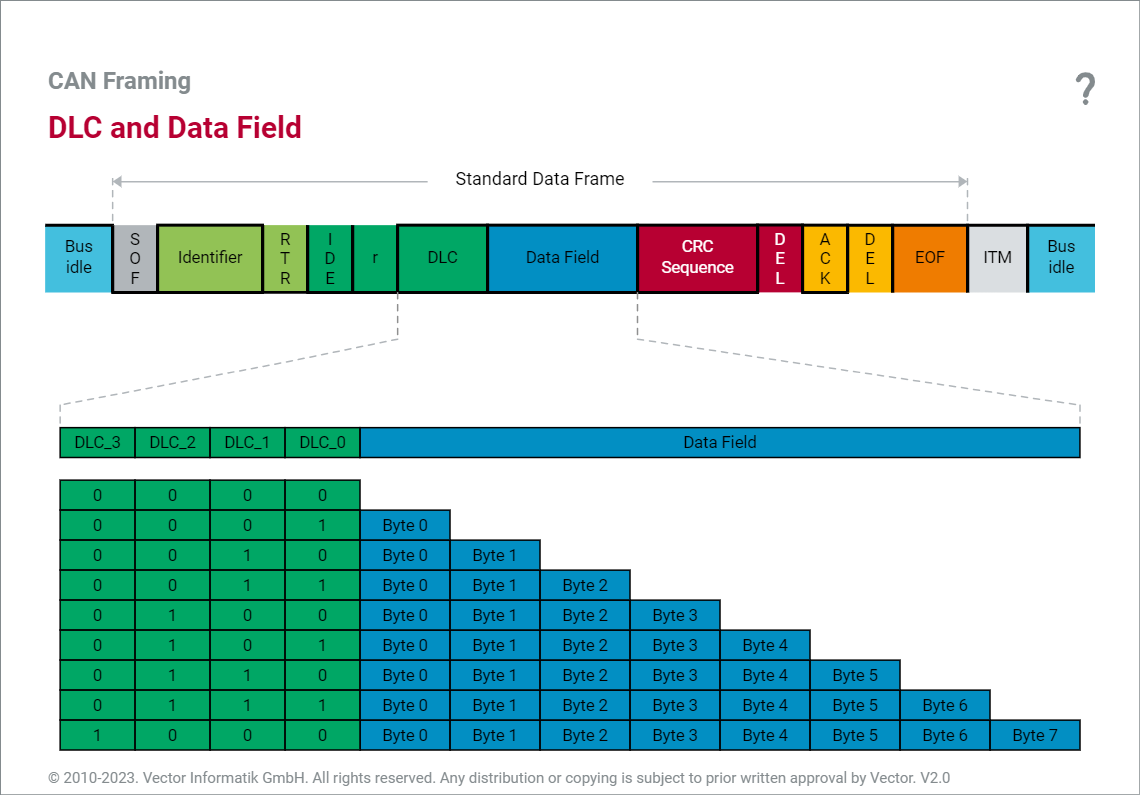 CAN Framing
?
DLC and Data Field
Standard Data Frame
Bus idle SOF Identifier RTR IDE r DLC Data Field CRC Sequence DEL ACK DEL EOF ITM Bus idle
DLC_3 DLC_2 DLC_1 DLC_0 Data Field
0 0 0 0
0 0 0 1 Byte 0
0 0 1 0 Byte 0 Byte 1
0 0 1 1 Byte 0 Byte 1 Byte 2
0 1 0 0 Byte 0 Byte 1 Byte 2 Byte 3
0 1 0 1 Byte 0 Byte 1 Byte 2 Byte 3 Byte 4
0 1 1 0 Byte 0 Byte 1 Byte 2 Byte 3 Byte 4 Byte 5
0 1 1 1 Byte 0 Byte 1 Byte 2 Byte 3 Byte 4 Byte 5 Byte 6
1 0 0 0 Byte 0 Byte 1 Byte 2 Byte 3 Byte 4 Byte 5 Byte 6 Byte 7
© 2010-2023. Vector Informatik GmbH. All rights reserved. Any distribution or copying is subject to prior written approval by Vector. V2.0